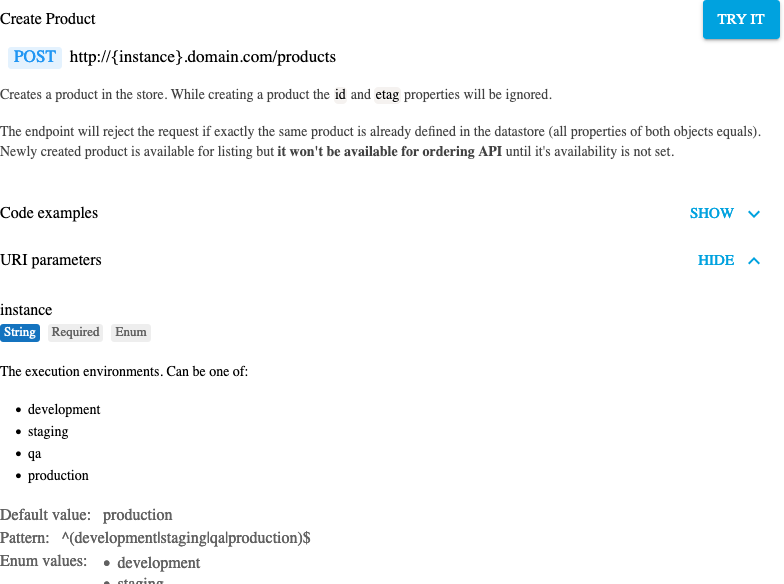 Create Product
TRY IT
POST http://{instance}.domain.com/products
Creates a product in the store. While creating a product the id and etag properties will be ignored.
The endpoint will reject the request if exactly the same product is already defined in the datastore (all properties of both objects equals).
Newly created product is available for listing but it won't be available for ordering API until it's availability is not set.
Code examples SHOW
URI parameters HIDE
instance
String Required Enum
The execution environments. Can be one of:
• development
• staging
• qa
• production
Default value: production
Pattern: ^(development|staging|qa|production)$
Enum values: • development
• staging